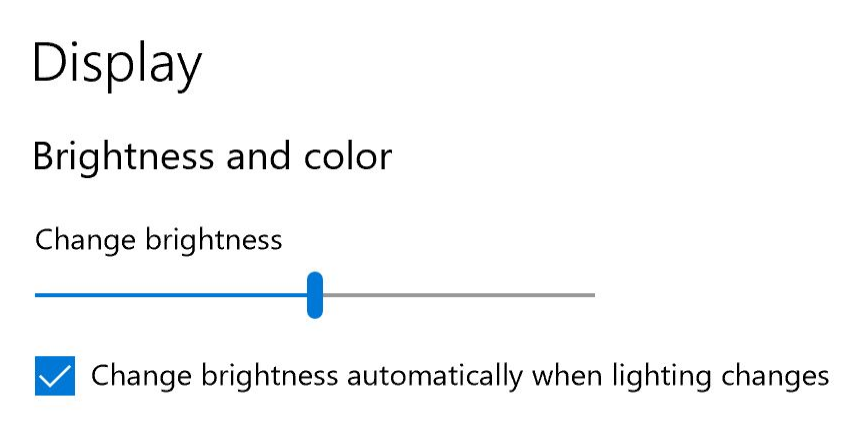 Display
Brightness and color
Change brightness
Change brightness automatically when lighting changes